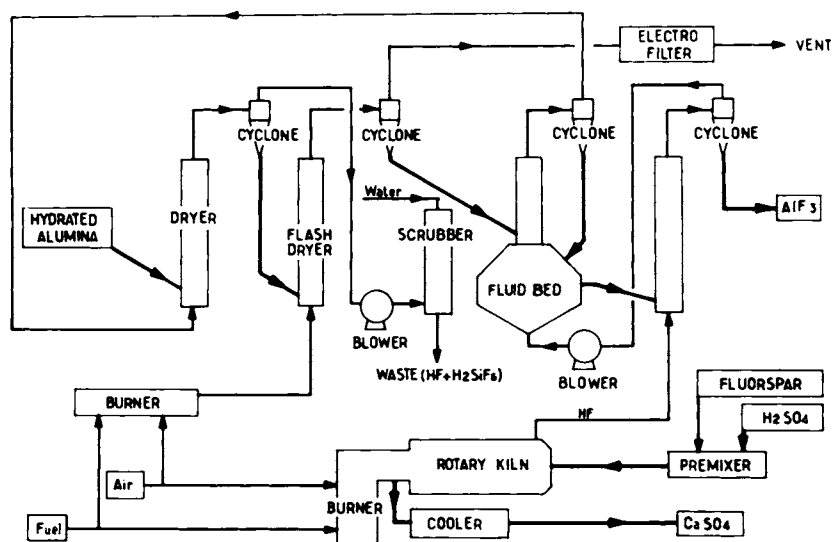 ELECTRO
FILTER
VENT
CYCLONE
CYCLONE
CYCLONE
CYCLONE
HYDRATED
ALUMINA
DRYER
FLASH
DRYER
Water
SCRUBBER
FLUID BED
AlF3
BLOWER
WASTE (HF+H2SiF6)
BLOWER
BURNER
HF
FLUORSPAR
H2SO4
ROTARY KILN
PREMIXER
Air
BURNER
Fuel
COOLER
CaSO4